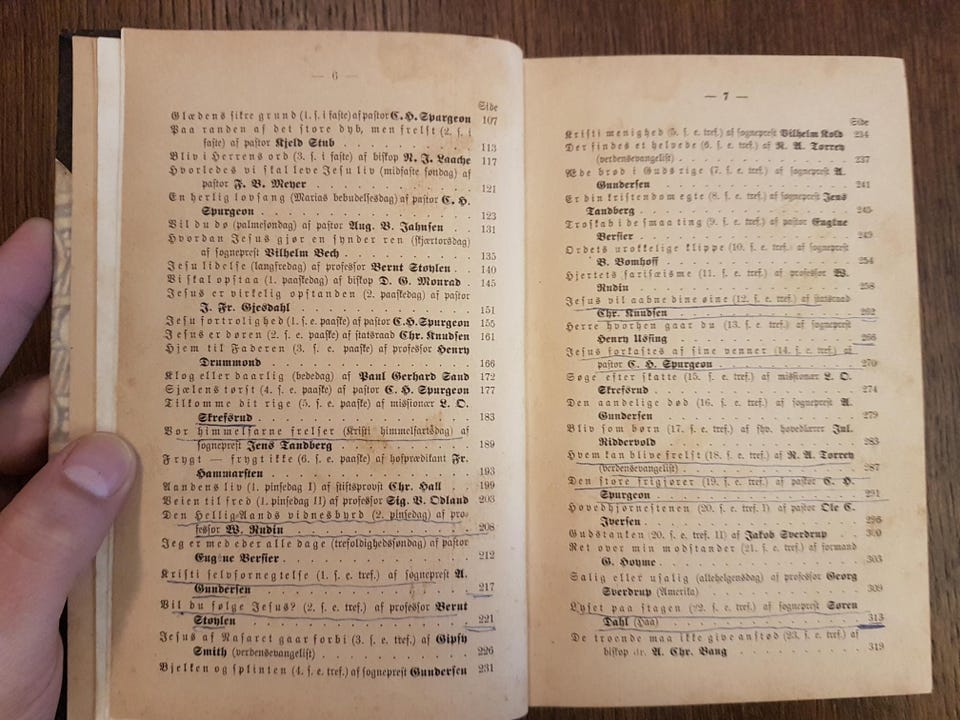 — 6 —
Side
Glædens sikre grund (1. s. i faste) af pastor C. H. Spurgeon 107
Paa randen af det store dyb, men frelst (2. s. i
faste) af pastor Kjeld Stub . . . . 113
Bliv i Herrens ord (3. s. i faste) af biskop N. J. Laache 117
Hvorledes vi skal leve Jesu liv (midfaste søndag) af
pastor F. B. Meyer . . . . 121
En herlig lovsang (Marias bebudelsesdag) af pastor C. H.
Spurgeon . . . . 123
Vil du dø (palmesøndag) af pastor Aug. B. Jahnsen . . 131
Hvordan Jesus gjør en synder ren (skjærtorsdag)
af sogneprest Vilhelm Bech . . . . 135
Jesu lidelse (langfredag) af professor Bernt Støylen . . 140
Vi skal opstaa (1. paaskedag) af biskop D. G. Monrad . 145
Jesus er virkelig opstanden (2. paaskedag) af pastor
J. Fr. Gjesdahl . . . . 151
Jesu fortrolighed (1. s. e. paaske) af pastor C. H. Spurgeon 155
Jesus er døren (2. s. e. paaske) af statsraad Chr. Knudsen 161
Hjem til Faderen (3. s. e. paaske) af professor Henry
Drummond . . . . 166
Klog eller daarlig (bededag) af Paul Gerhard Sand 172
Sjælens tørst (4. s. e. paaske) af pastor C. H. Spurgeon 177
Tilkomme dit rige (5. s. e. paaske) af missionær L. O.
Skrefsrud . . . . 183
Vor himmelfarne frelser (Kristi himmelfartsdag) af
sogneprest Jens Tandberg . . . . 189
Frygt — frygt ikke (6. s. e. paaske) af hofprædikant Fr.
Hammarsten . . . . 193
Aandens liv (1. pinsedag I) af stiftsprovst Chr. Hall . . 199
Veien til fred (1. pinsedag II) af professor Sig. V. Odland 203
Den Hellig-Aands vidnesbyrd (2. pinsedag) af pro-
fessor W. Rudin . . . . 208
Jeg er med eder alle dage (trefoldighedssøndag) af pastor
Eugène Bersier . . . . 212
Kristi selvfornegtelse (1. s. e. tref.) af sogneprest A.
Gundersen . . . . 217
Vil du følge Jesus? (2. s. e. tref.) af professor Bernt
Støylen . . . . 221
Jesus af Nasaret gaar forbi (3. s. e. tref.) af Gipsy
Smith (verdensevangelist) . . . . 226
Bjelken og splinten (4. s. e. tref.) af sogneprest Gundersen 231
— 7 —
Side
Kristi menighed (5. s. e. tref.) af sogneprest Vilhelm Kold 234
Der findes et helvede (6. s. e. tref.) af R. A. Torrey
(verdensevangelist) . . . . 237
Æde brød i Guds rige (7. s. e. tref.) af sogneprest A.
Gundersen . . . . 241
Er din kristendom egte (8. s. e. tref.) af sogneprest Jens
Tandberg . . . . 245
Troskab i de smaa ting (9. s. e. tref.) af pastor Eugène
Bersier . . . . 249
Ordets urokkelige klippe (10. s. e. tref.) af sogneprest
B. Bomhoff . . . . 254
Hjertets fariseisme (11. s. e. tref.) af professor W.
Rudin . . . . 258
Jesus vil aabne dine øine (12. s. e. tref.) af statsraad
Chr. Knudsen . . . . 262
Herre hvorhen gaar du (13. s. e. tref.) af sogneprest
Henry Ussing . . . . 266
Jesus forkastes af sine venner (14. s. e. tref.) af
pastor C. H. Spurgeon . . . . 270
Søge efter skatte (15. s. e. tref.) af missionær L. O.
Skrefsrud . . . . 274
Den aandelige død (16. s. e. tref.) af sogneprest A.
Gundersen . . . . 279
Bliv som børn (17. s. e. tref.) af fhv. hovedlærer Jul.
Riddervold . . . . 283
Hvem kan blive frelst (18. s. e. tref.) af R. A. Torrey
(verdensevangelist) . . . . 287
Den store frigjører (19. s. e. tref.) af pastor C. H.
Spurgeon . . . . 291
Hovedhjørnestenen (20. s. e. tref. I) af pastor Ole C.
Iversen . . . . 296
Gudstanken (20. s. e. tref. II) af Jakob Sverdrup . . 300
Ret over min modstander (21. s. e. tref.) af formand
G. Hoyme . . . . 303
Salig eller usalig (allehelgensdag) af professor Georg
Sverdrup (Amerika) . . . . 309
Lyset paa stagen (22. s. e. tref.) af sogneprest Søren
Dahl (Haa) . . . . 313
De troende maa ikke give anstød (23. s. e. tref.) af
biskop dr. A. Chr. Bang . . . . 319